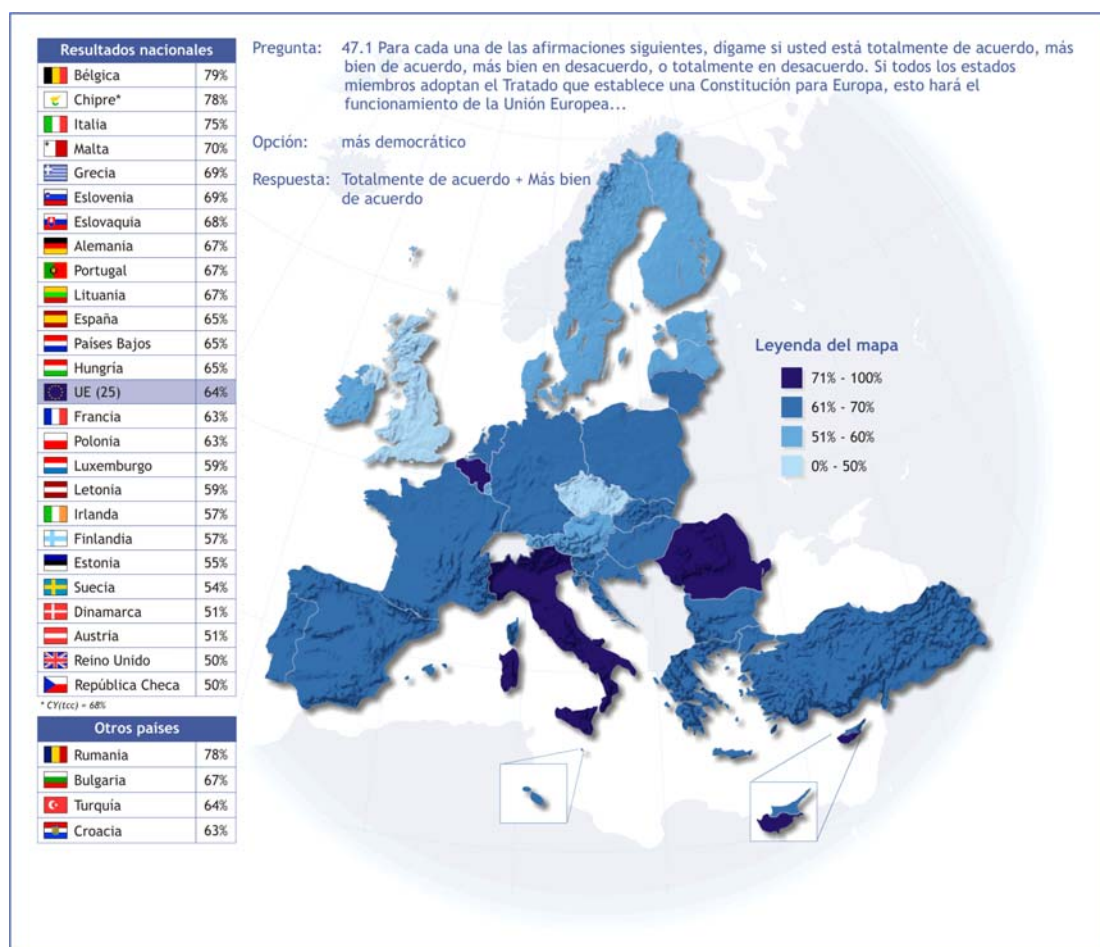 Resultados nacionales
Bélgica 79%
Chipre* 78%
Italia 75%
Malta 70%
Grecia 69%
Eslovenia 69%
Eslovaquia 68%
Alemania 67%
Portugal 67%
Lituania 67%
España 65%
Países Bajos 65%
Hungría 65%
UE (25) 64%
Francia 63%
Polonia 63%
Luxemburgo 59%
Letonia 59%
Irlanda 57%
Finlandia 57%
Estonia 55%
Suecia 54%
Dinamarca 51%
Austria 51%
Reino Unido 50%
República Checa 50%
* CY(tcc) = 68%
Otros países
Rumania 78%
Bulgaria 67%
Turquía 64%
Croacia 63%
Pregunta: 47.1 Para cada una de las afirmaciones siguientes, dígame si usted está totalmente de acuerdo, más
bien de acuerdo, más bien en desacuerdo, o totalmente en desacuerdo. Si todos los estados
miembros adoptan el Tratado que establece una Constitución para Europa, esto hará el
funcionamiento de la Unión Europea...
Opción: más democrático
Respuesta: Totalmente de acuerdo + Más bien
de acuerdo
Leyenda del mapa
71% - 100%
61% - 70%
51% - 60%
0% - 50%